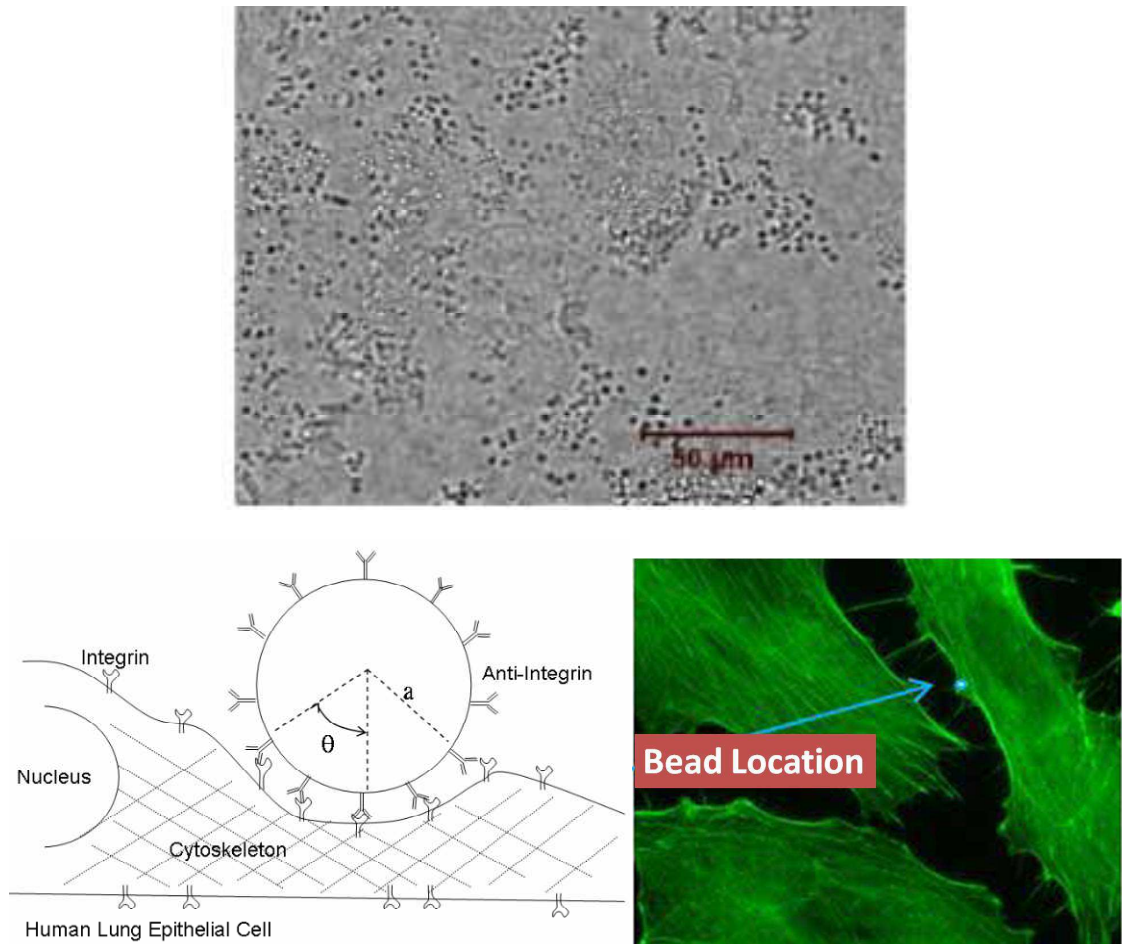 50 µm
Integrin
Anti-Integrin
a
θ
Nucleus
Cytoskeleton
Human Lung Epithelial Cell
Bead Location